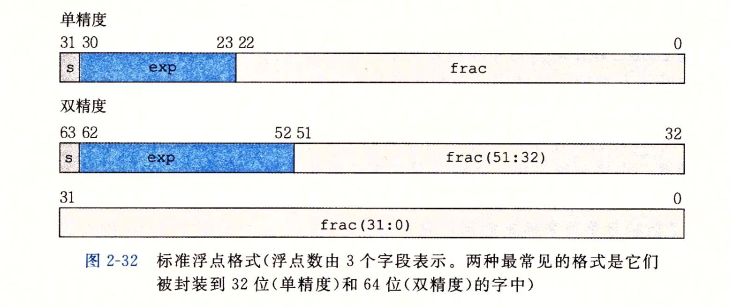 单精度
31 30 23 22 0
s exp frac
双精度
63 62 52 51 32
s exp frac(51:32)
31 0
frac(31:0)
图 2-32 标准浮点格式(浮点数由 3 个字段表示。两种最常见的格式是它们
被封装到 32 位(单精度)和 64 位(双精度)的字中)